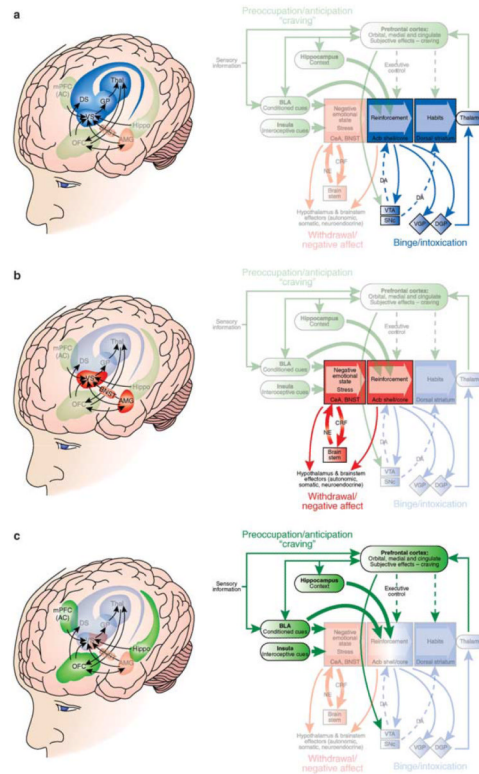 a
Preoccupation/anticipation
"craving"
Prefrontal cortex:
Orbital, medial and cingulate
Subjective effects – craving
Sensory
information
Hippocampus
Context
Executive
control
BLA
Conditioned cues
Insula
Interoceptive cues
Negative
emotional
state
Stress
CeA, BNST
Reinforcement
Acb shell/core
Habits
Dorsal striatum
Thalamus
NE
CRF
Brain
stem
Hypothalamus & brainstem
effectors (autonomic,
somatic, neuroendocrine)
Withdrawal/
negative affect
DA
DA
VTA
SNc
VGP
DGP
Binge/intoxication
mPFC
(AC)
DS
GP
Thal
OFC
AMG
Hippo
b
Preoccupation/anticipation
"craving"
Prefrontal cortex:
Orbital, medial and cingulate
Subjective effects – craving
Sensory
information
Hippocampus
Context
Executive
control
BLA
Conditioned cues
Insula
Interoceptive cues
Negative
emotional
state
Stress
CeA, BNST
Reinforcement
Acb shell/core
Habits
Dorsal striatum
NE
CRF
Brain
stem
Hypothalamus & brainstem
effectors (autonomic,
somatic, neuroendocrine)
Withdrawal/
negative affect
DA
DA
VTA
SNc
VGP
DGP
Binge/intoxication
mPFC
(AC)
DS
GP
Thal
OFC
AMG
Hippo
c
Preoccupation/anticipation
"craving"
Prefrontal cortex:
Orbital, medial and cingulate
Subjective effects – craving
Sensory
information
Hippocampus
Context
Executive
control
BLA
Conditioned cues
Insula
Interoceptive cues
Negative
emotional
state
Stress
CeA, BNST
Reinforcement
Acb shell/core
Habits
Dorsal striatum
NE
CRF
Brain
stem
Hypothalamus & brainstem
effectors (autonomic,
somatic, neuroendocrine)
Withdrawal/
negative affect
DA
DA
VTA
SNc
VGP
DGP
Binge/intoxication
mPFC
(AC)
DS
Thal
OFC
AMG
Hippo